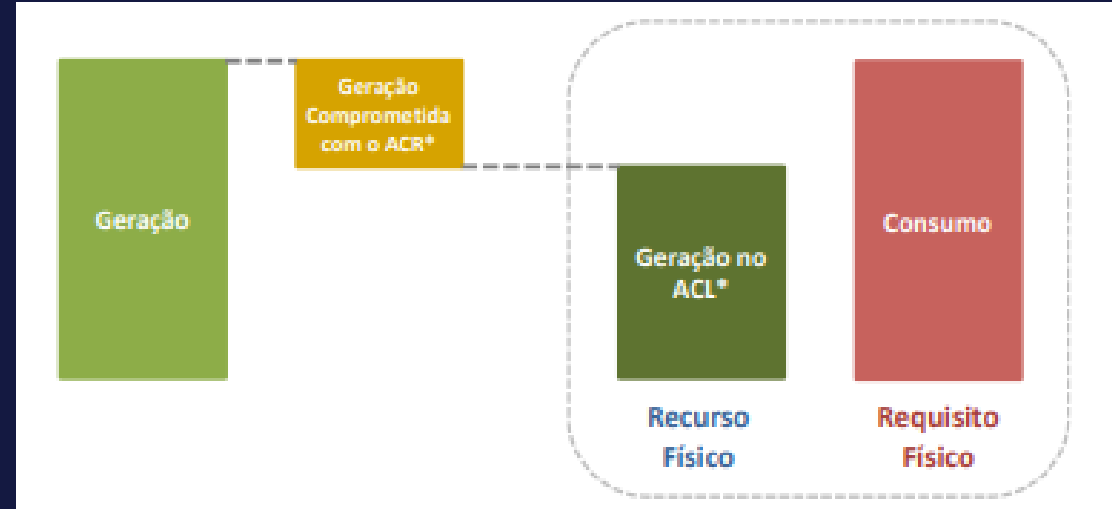 Geração
Geração
Comprometida
com o ACR*
Geração no
ACL*
Consumo
Recurso
Físico
Requisito
Físico